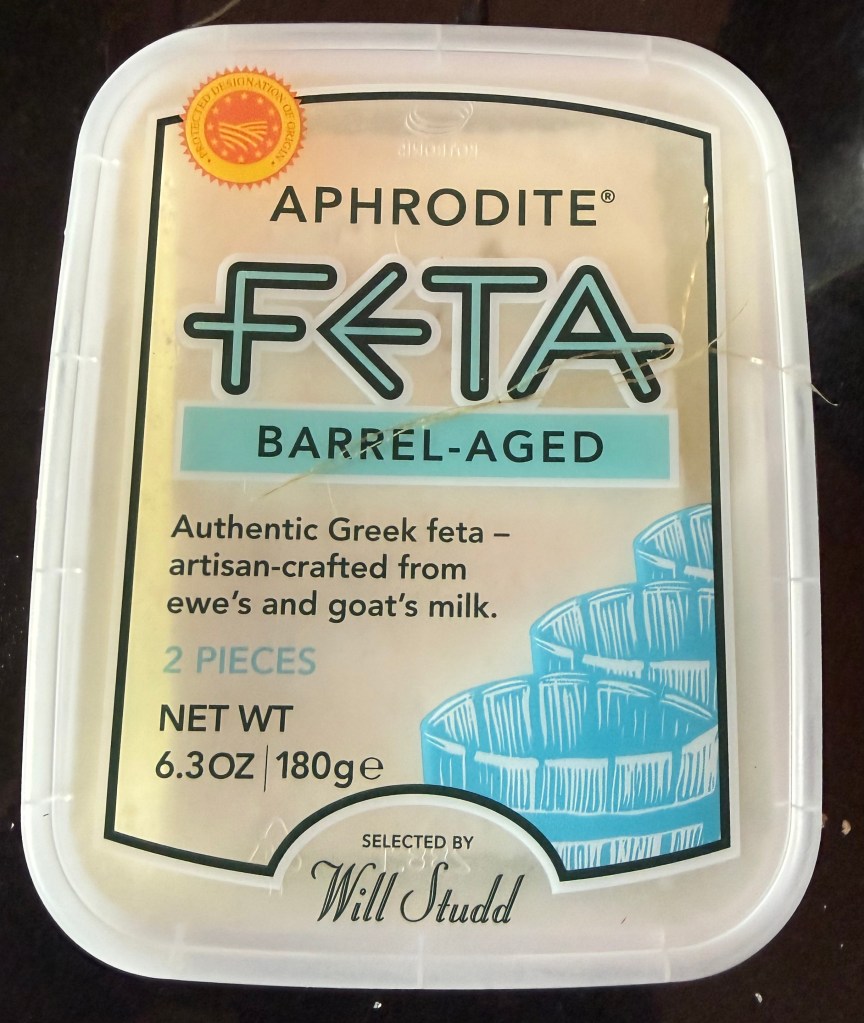 PROTECTED DESIGNATION OF ORIGIN
APHRODITE®
FETA
BARREL-AGED
Authentic Greek feta –
artisan-crafted from
ewe's and goat's milk.
2 PIECES
NET WT
6.3OZ | 180g ℮
SELECTED BY
Will Studd